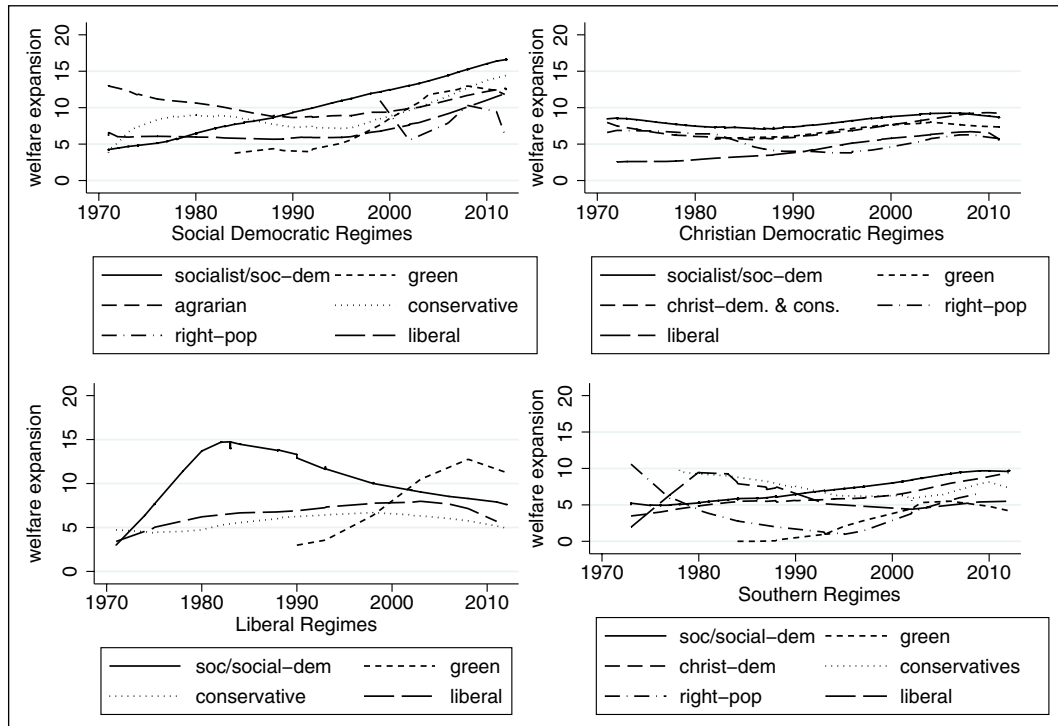 welfare expansion
20
15
10
5
0
1970 1980 1990 2000 2010
Social Democratic Regimes
socialist/soc−dem green
agrarian conservative
right−pop liberal
welfare expansion
20
15
10
5
0
1970 1980 1990 2000 2010
Christian Democratic Regimes
socialist/soc−dem green
christ−dem. & cons. right−pop
liberal
welfare expansion
20
15
10
5
0
1970 1980 1990 2000 2010
Liberal Regimes
soc/social−dem green
conservative liberal
welfare expansion
20
15
10
5
0
1970 1980 1990 2000 2010
Southern Regimes
soc/social−dem green
christ−dem conservatives
right−pop liberal